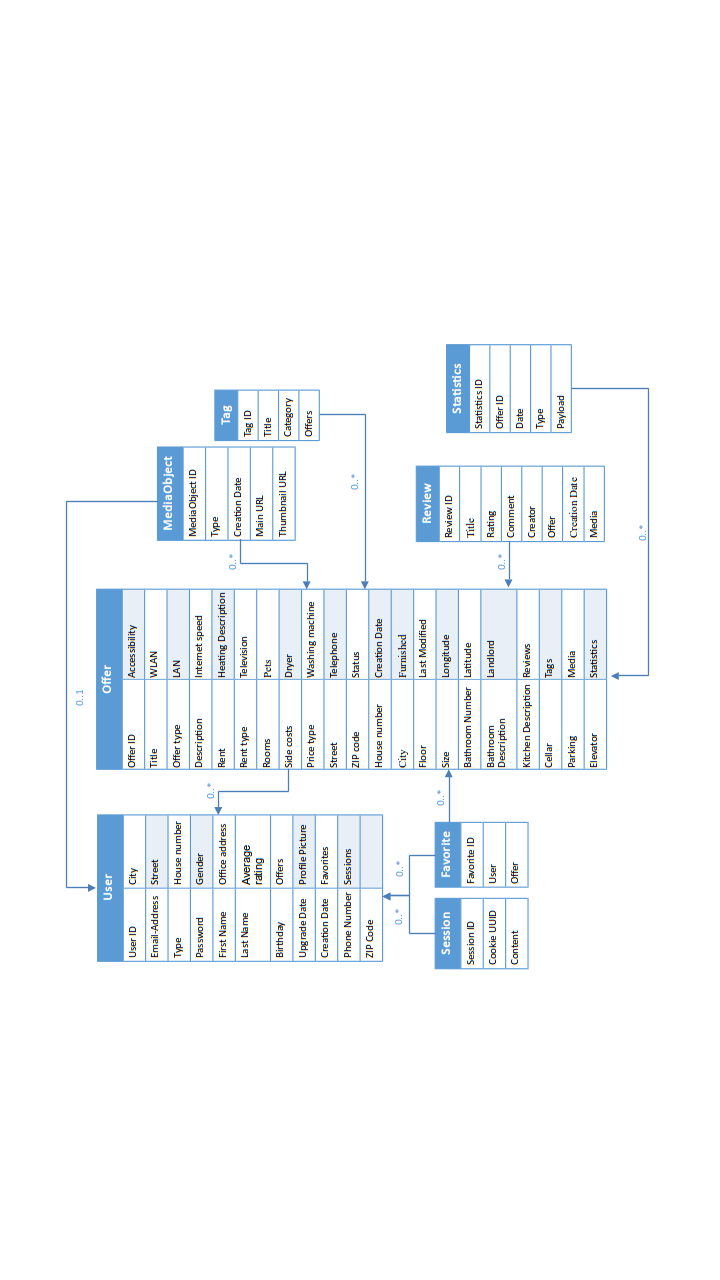 User
User ID
City
Email-Address
Street
Type
House number
Password
Gender
First Name
Office address
Last Name
Average
rating
Birthday
Offers
Upgrade Date
Profile Picture
Creation Date
Favorites
Phone Number
Sessions
ZIP Code
Offer
Offer ID
Accessibility
Title
WLAN
Offer type
LAN
Description
Internet speed
Rent
Heating Description
Rent type
Television
Rooms
Pets
Side costs
Dryer
Price type
Washing machine
Street
Telephone
ZIP code
Status
House number
Creation Date
City
Furnished
Floor
Last Modified
Size
Longitude
Bathroom Number
Latitude
Bathroom
Description
Landlord
Kitchen Description
Reviews
Cellar
Tags
Parking
Media
Elevator
Statistics
MediaObject
MediaObject ID
Type
Creation Date
Main URL
Thumbnail URL
Tag
Tag ID
Title
Category
Offers
Session
Session ID
Cookie UUID
Content
Favorite
Favorite ID
User
Offer
Review
Review ID
Title
Rating
Comment
Creator
Offer
Creation Date
Media
Statistics
Statistics ID
Offer ID
Date
Type
Payload
0..1
0..*
0..*
0..*
0..*
0..*
0..*
0..*
0..*